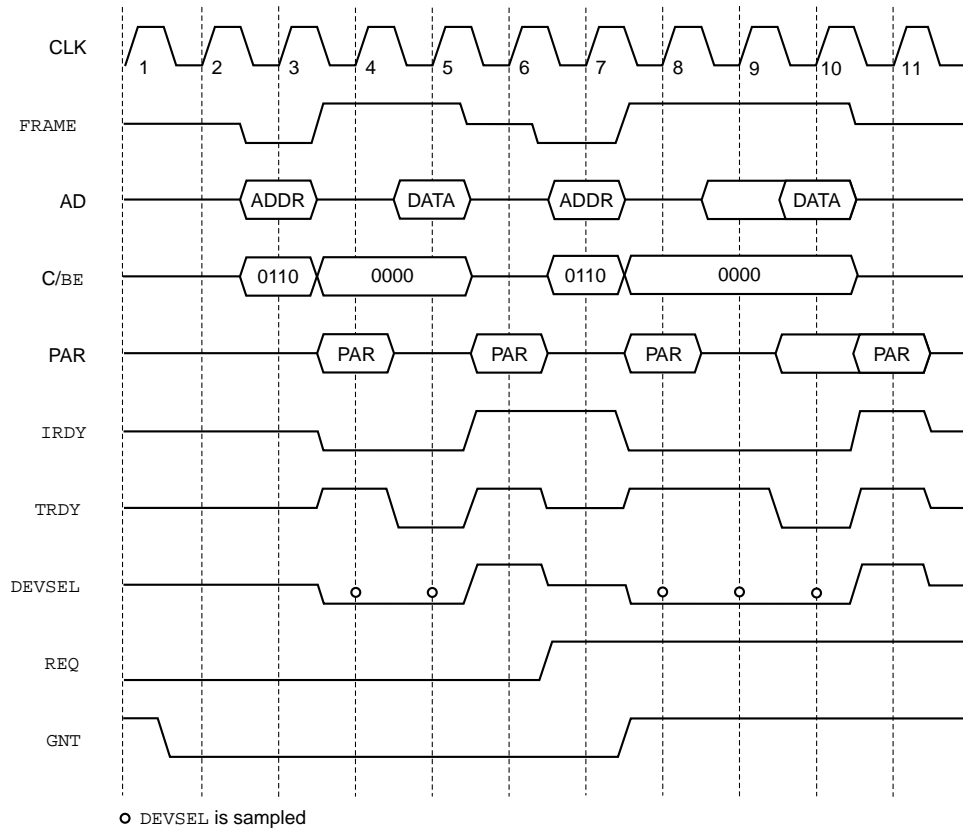 CLK
1 2 3 4 5 6 7 8 9 10 11
FRAME
AD
ADDR DATA ADDR DATA
C/BE
0110 0000 0110 0000
PAR
PAR PAR PAR PAR
IRDY
TRDY
DEVSEL
REQ
GNT
DEVSEL is sampled